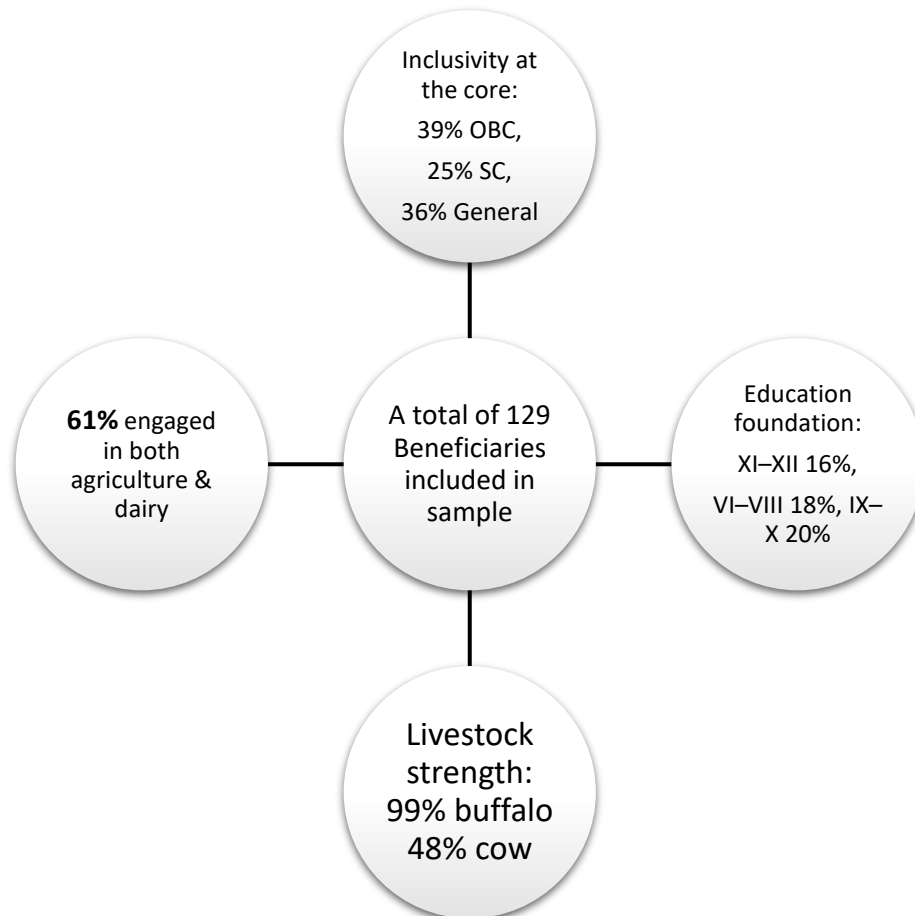 Inclusivity at
the core:
39% OBC,
25% SC,
36% General
61% engaged
in both
agriculture &
dairy
A total of 129
Beneficiaries
included in
sample
Education
foundation:
XI–XII 16%,
VI–VIII 18%, IX–
X 20%
Livestock
strength:
99% buffalo
48% cow